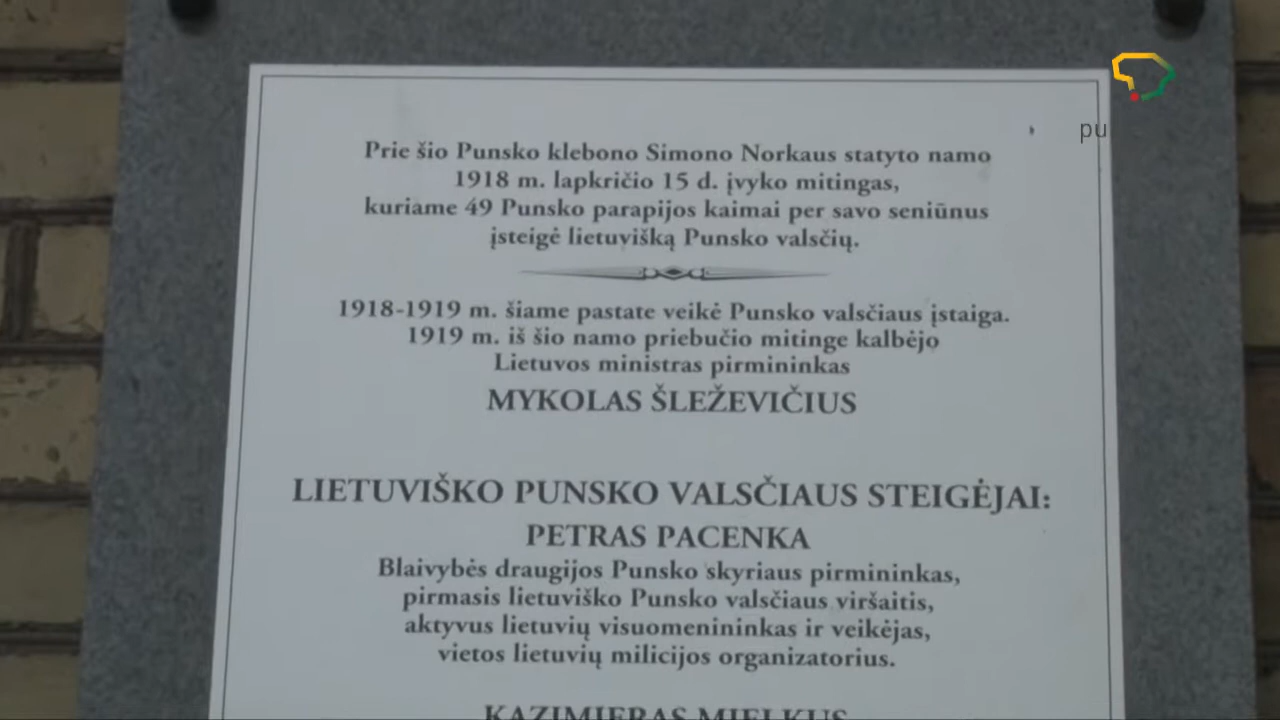 Prie šio Punsko klebono Simono Norkaus statyto namo
1918 m. lapkričio 15 d. įvyko mitingas,
kuriame 49 Punsko parapijos kaimai per savo seniūnus
įsteigė lietuvišką Punsko valsčių.
1918-1919 m. šiame pastate veikė Punsko valsčiaus įstaiga.
1919 m. iš šio namo priebučio mitinge kalbėjo
Lietuvos ministras pirmininkas
MYKOLAS ŠLEŽEVIČIUS
LIETUVIŠKO PUNSKO VALSČIAUS STEIGĖJAI:
PETRAS PACENKA
Blaivybės draugijos Punsko skyriaus pirmininkas,
pirmasis lietuviško Punsko valsčiaus viršaitis,
aktyvus lietuvių visuomenininkas ir veikėjas,
vietos lietuvių milicijos organizatorius.
KAZIMIERAS MIELKUS
pu